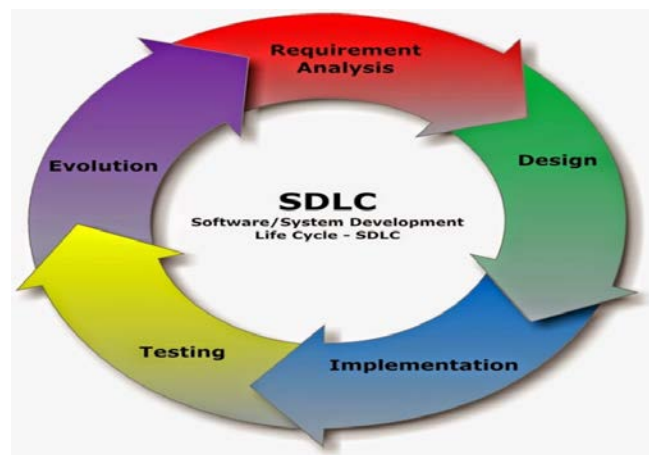 Requirement
Analysis
Design
Evolution
SDLC
Software/System Development
Life Cycle - SDLC
Testing
Implementation